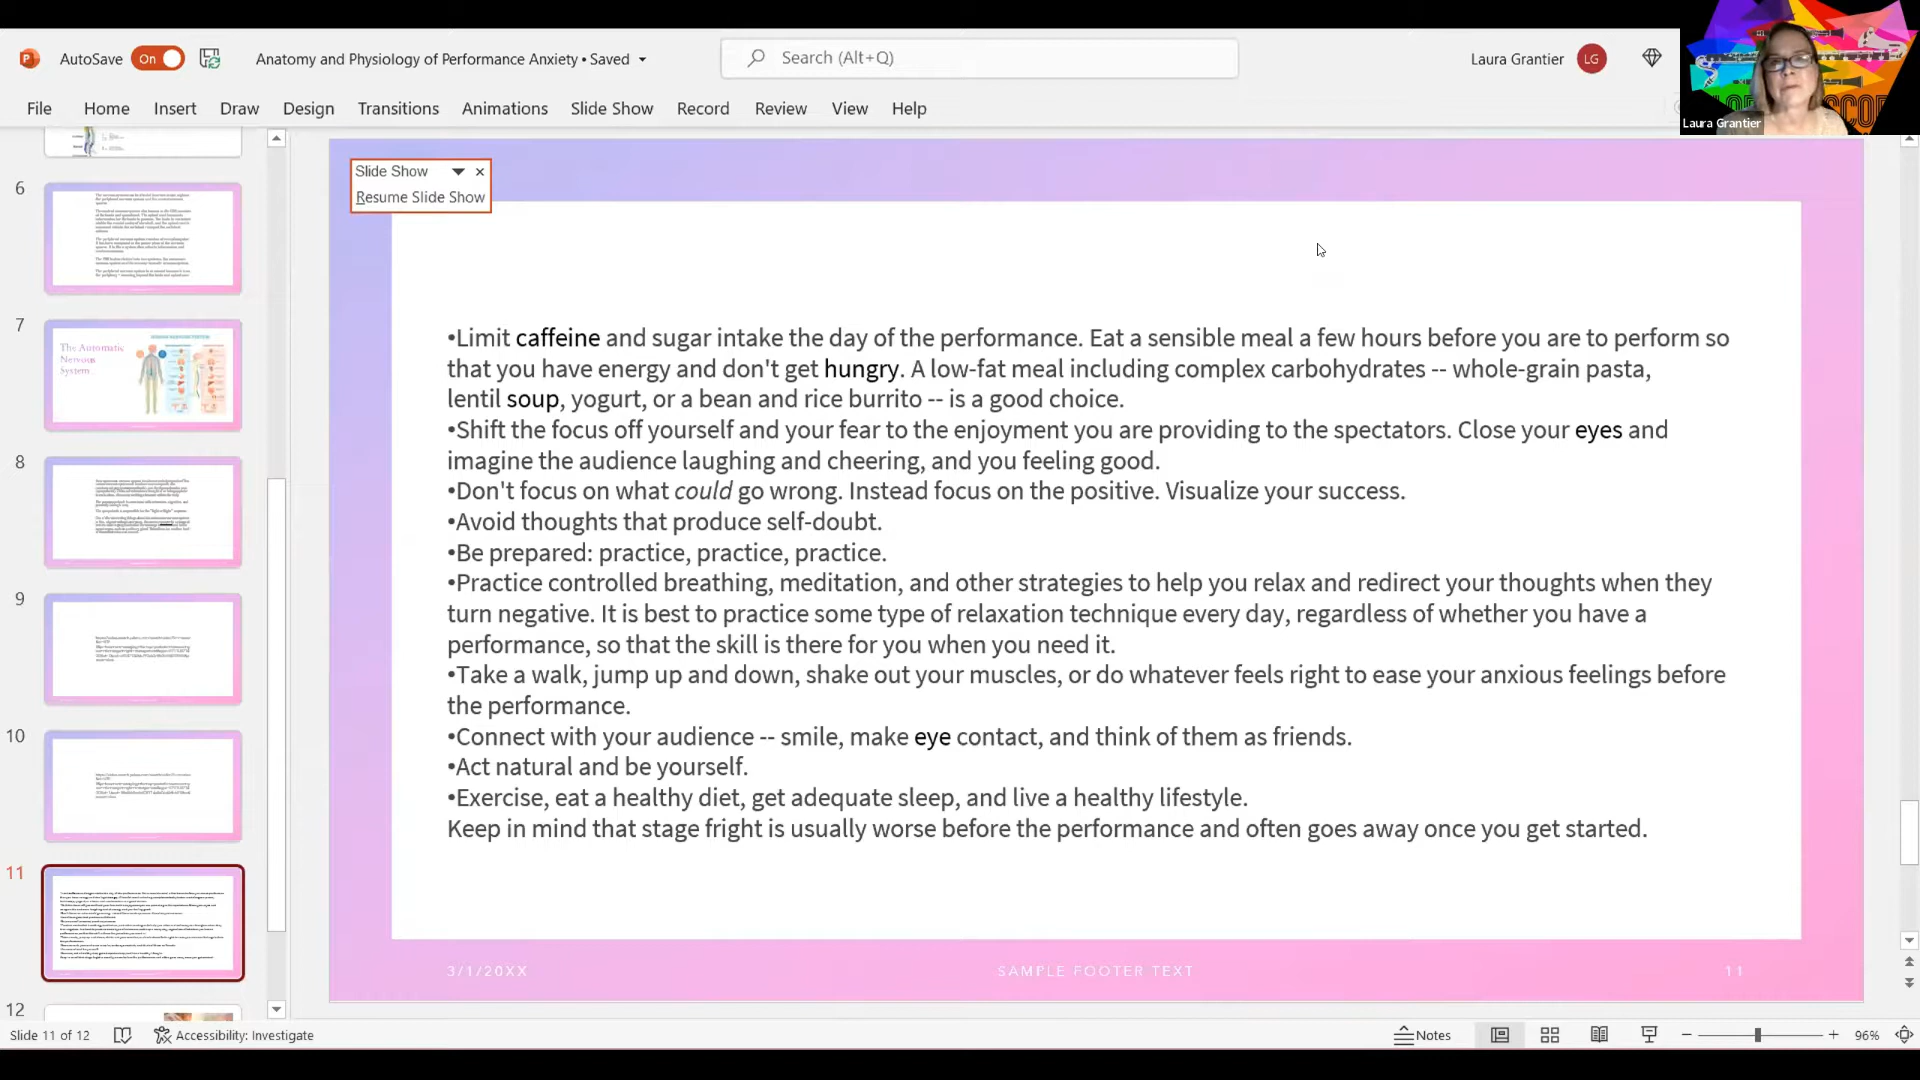 AutoSave On Anatomy and Physiology of Performance Anxiety • Saved Search (Alt+Q) Laura Grantier LG
File Home Insert Draw Design Transitions Animations Slide Show Record Review View Help
Laura Grantier
6
7
The Automatic
Nervous
System
8
9
10
11
12
Slide Show
Resume Slide Show
•Limit caffeine and sugar intake the day of the performance. Eat a sensible meal a few hours before you are to perform so
that you have energy and don't get hungry. A low-fat meal including complex carbohydrates -- whole-grain pasta,
lentil soup, yogurt, or a bean and rice burrito -- is a good choice.
•Shift the focus off yourself and your fear to the enjoyment you are providing to the spectators. Close your eyes and
imagine the audience laughing and cheering, and you feeling good.
•Don't focus on what could go wrong. Instead focus on the positive. Visualize your success.
•Avoid thoughts that produce self-doubt.
•Be prepared: practice, practice, practice.
•Practice controlled breathing, meditation, and other strategies to help you relax and redirect your thoughts when they
turn negative. It is best to practice some type of relaxation technique every day, regardless of whether you have a
performance, so that the skill is there for you when you need it.
•Take a walk, jump up and down, shake out your muscles, or do whatever feels right to ease your anxious feelings before
the performance.
•Connect with your audience -- smile, make eye contact, and think of them as friends.
•Act natural and be yourself.
•Exercise, eat a healthy diet, get adequate sleep, and live a healthy lifestyle.
Keep in mind that stage fright is usually worse before the performance and often goes away once you get started.
3/1/20XX SAMPLE FOOTER TEXT 11
Slide 11 of 12 Accessibility: Investigate Notes 96%